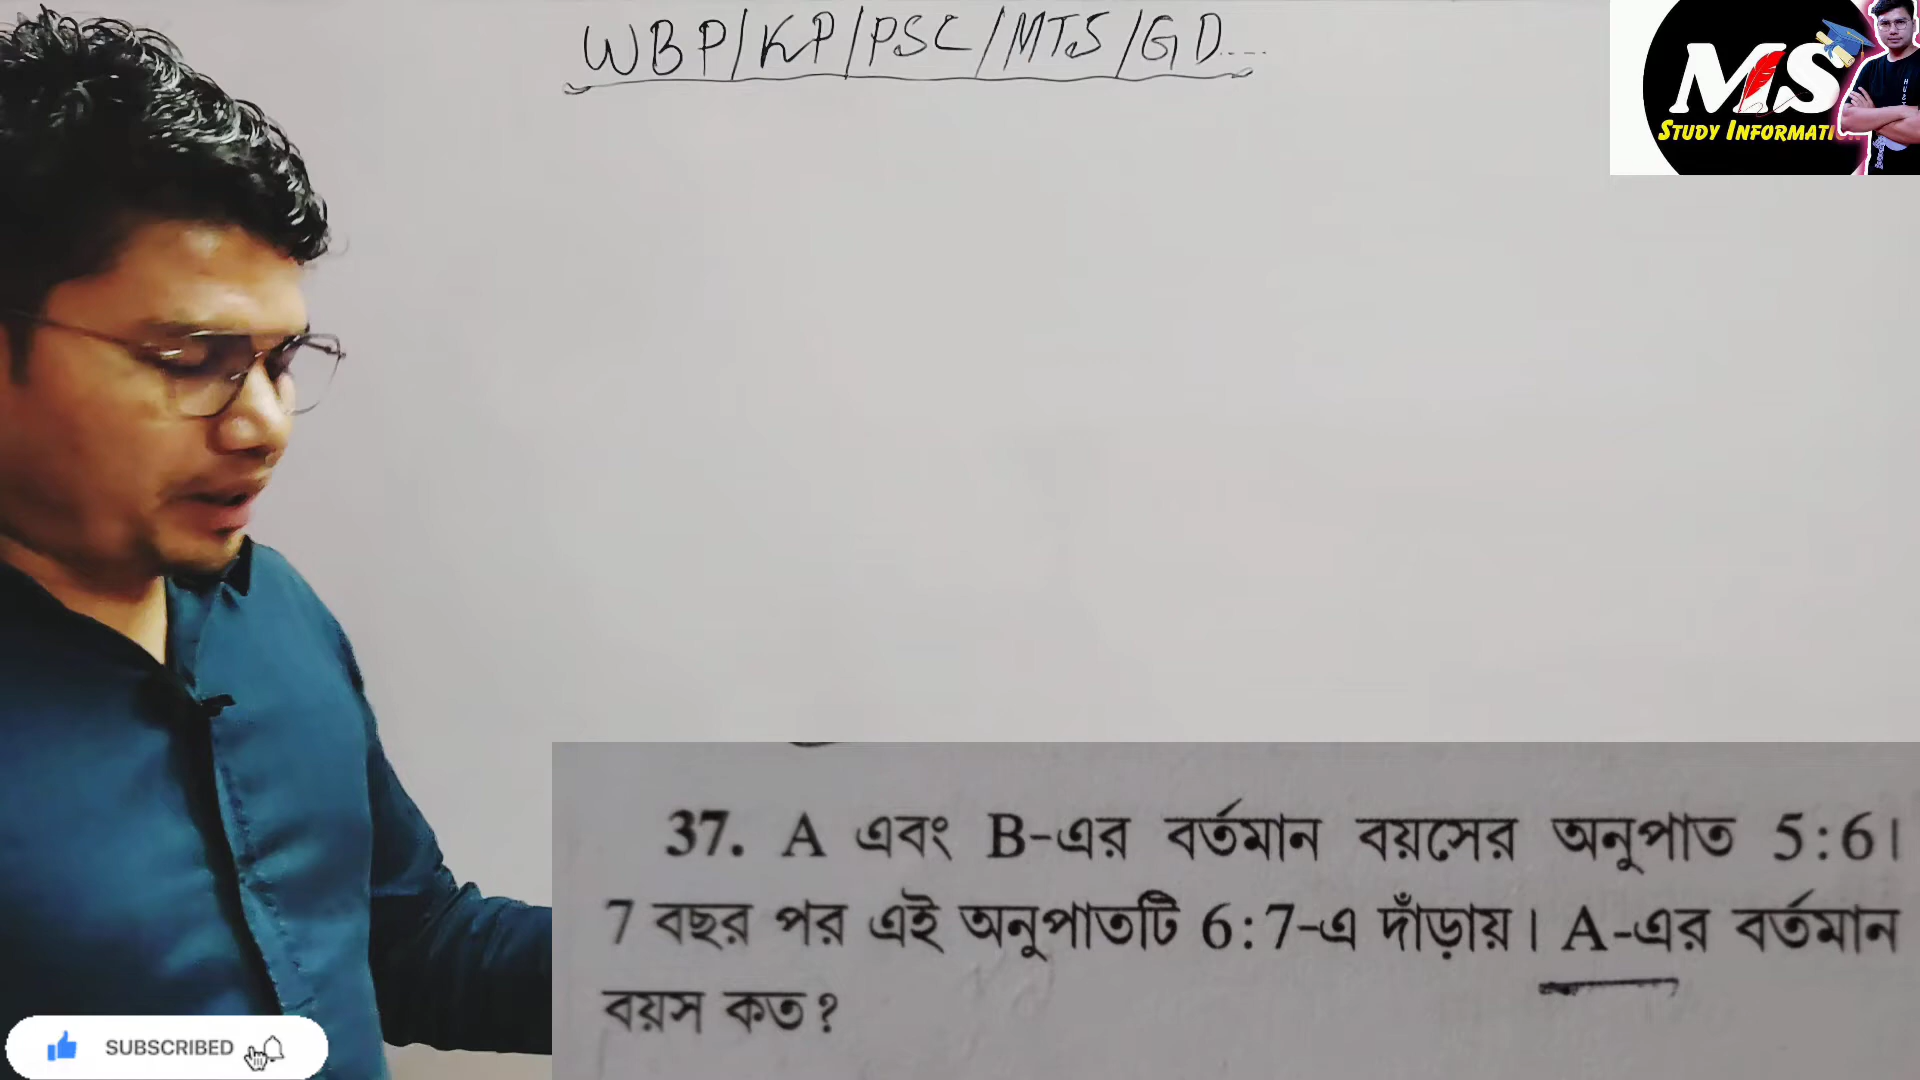 WBP/KP/PSC/MTS/GD....
MS
STUDY INFORMATI
37. A এবং B-এর বর্তমান বয়সের অনুপাত 5:6।
7 বছর পর এই অনুপাতটি 6:7-এ দাঁড়ায়। A-এর বর্তমান
বয়স কত?
SUBSCRIBED